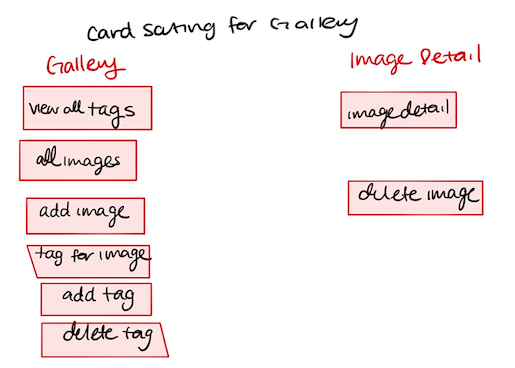 Card Sorting for Gallery
Gallery
view all tags
all images
add image
tag for image
add tag
delete tag
Image Detail
image detail
delete image